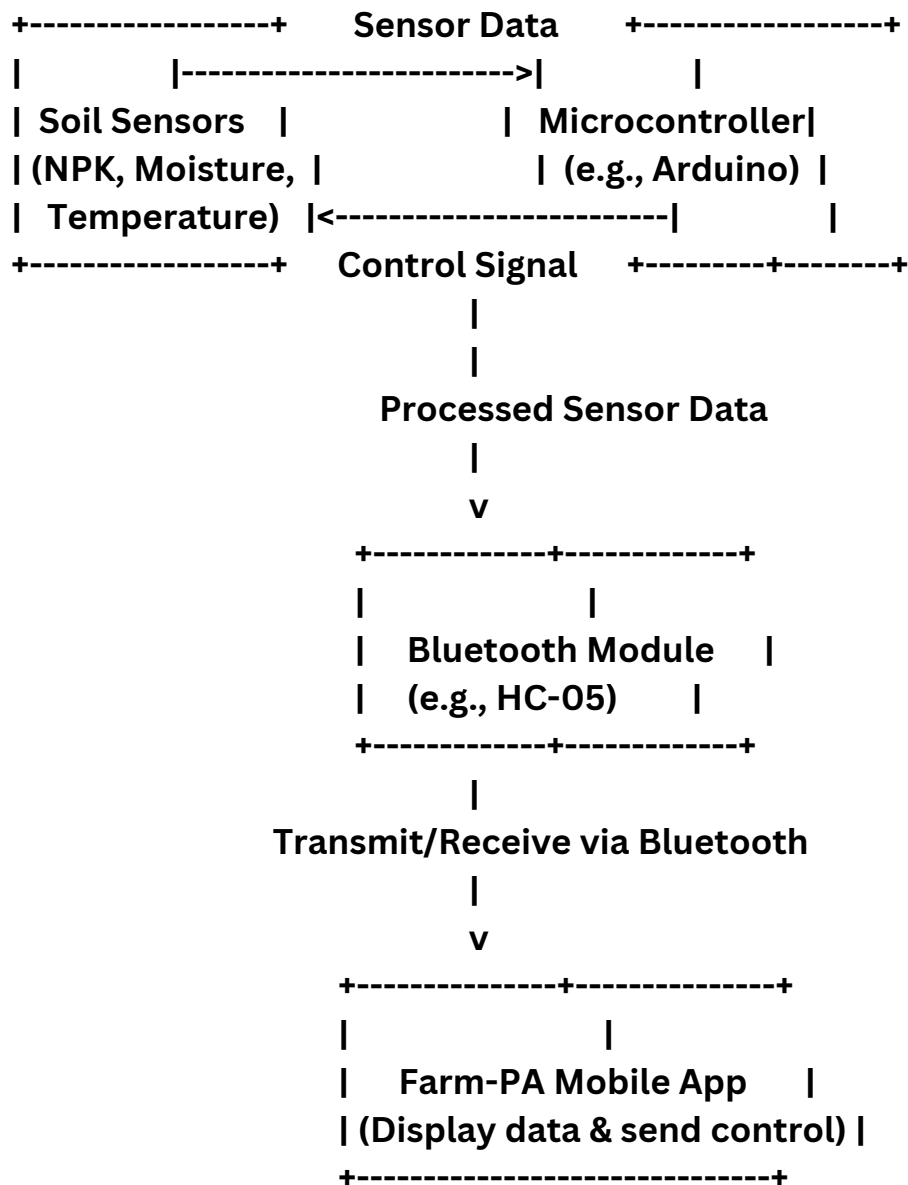 +-----------------+ Sensor Data +-----------------+
| |------------------------->| |
| Soil Sensors | | Microcontroller|
| (NPK, Moisture, | | (e.g., Arduino) |
| Temperature) |<-------------------------| |
+------------------+ Control Signal +---------+--------+
|
|
Processed Sensor Data
|
v
+-------------+-------------+
| |
| Bluetooth Module |
| (e.g., HC-05) |
+-------------+-------------+
|
Transmit/Receive via Bluetooth
|
v
+---------------+---------------+
| |
| Farm-PA Mobile App |
| (Display data & send control) |
+-------------------------------+